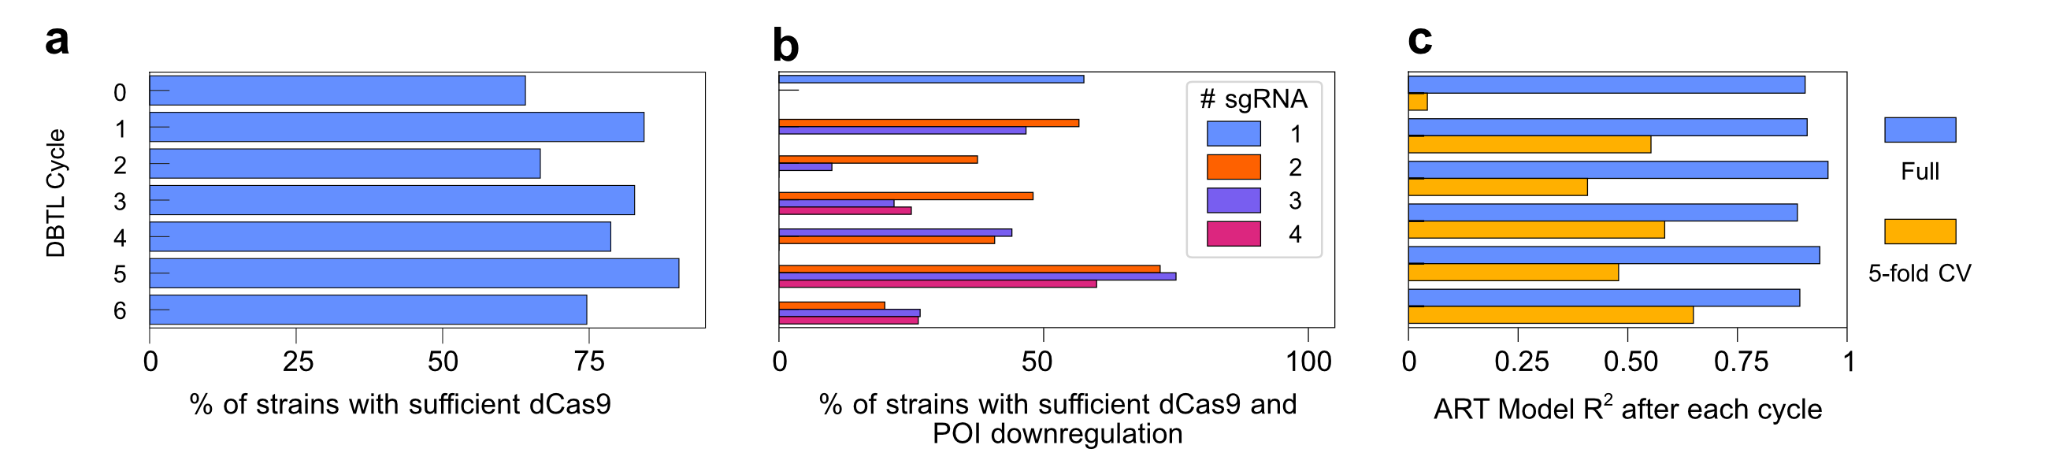 a
DBTL Cycle
0
1
2
3
4
5
6
0 25 50 75
% of strains with sufficient dCas9
b
# sgRNA
1
2
3
4
0 50 100
% of strains with sufficient dCas9 and
POI downregulation
c
0 0.25 0.50 0.75 1
ART Model R² after each cycle
Full
5-fold CV